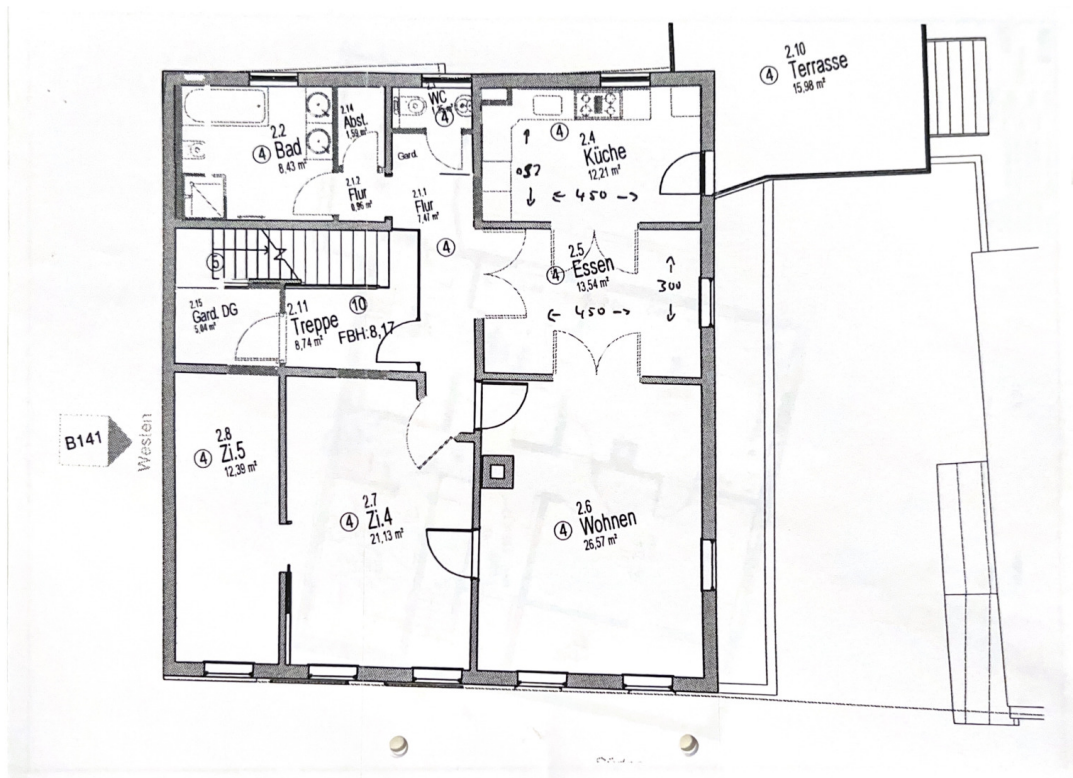 2.10
④ Terrasse
15,98 m²
2.14
Abst.
1,59 m²
WC
④
2.2
④ Bad
8,43 m²
Gard.
④
2.4
Küche
12,21 m²
← 450 →
2.1.2
Flur
2.1.1
Flur
7,47 m²
④
2.5
④ Essen
13,54 m²
300
← 450 →
2.15
Gard. DG
5,84 m²
2.11
Treppe
8,74 m²
⑩
FBH: 8,17
B141
Westen
2.8
④ Zi.5
12,39 m²
2.7
④ Zi.4
21,13 m²
2.6
④ Wohnen
26,57 m²